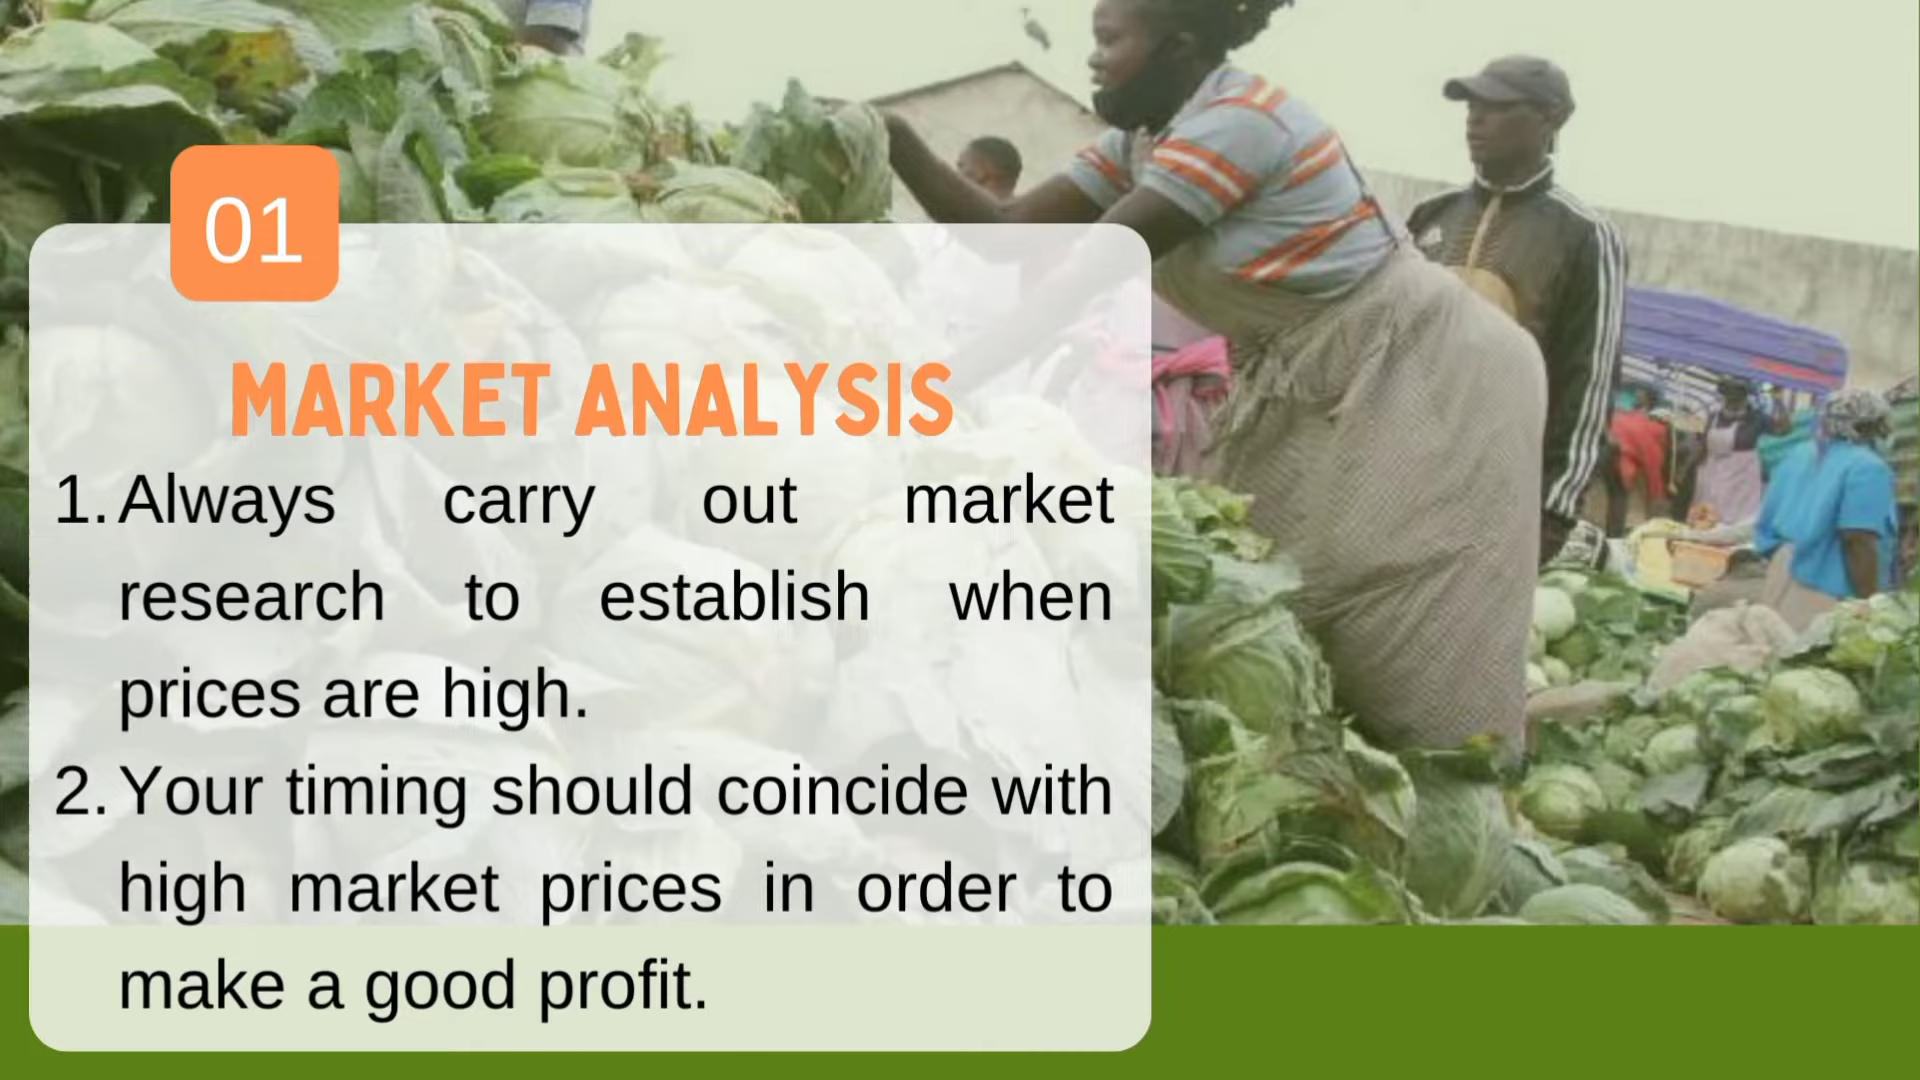 01
MARKET ANALYSIS
1. Always carry out market
research to establish when
prices are high.
2. Your timing should coincide with
high market prices in order to
make a good profit.